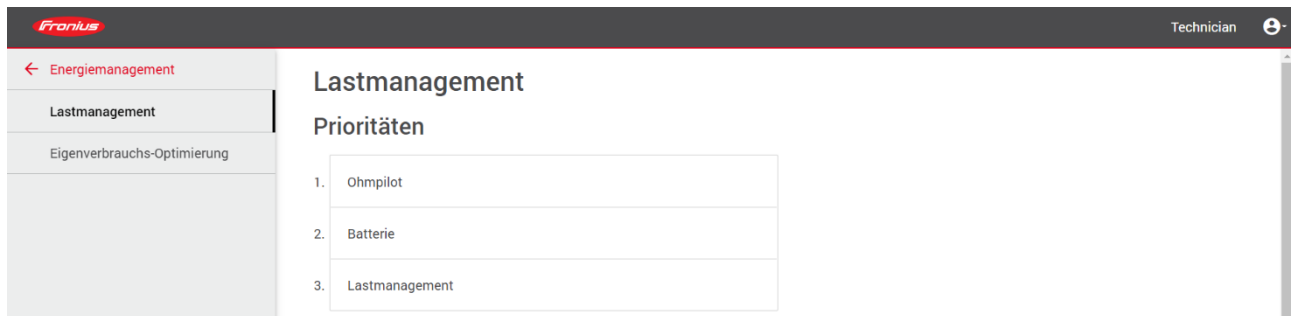 Fronius
Technician
Energiemanagement
Lastmanagement
Eigenverbrauchs-Optimierung
Lastmanagement
Prioritäten
1. Ohmpilot
2. Batterie
3. Lastmanagement